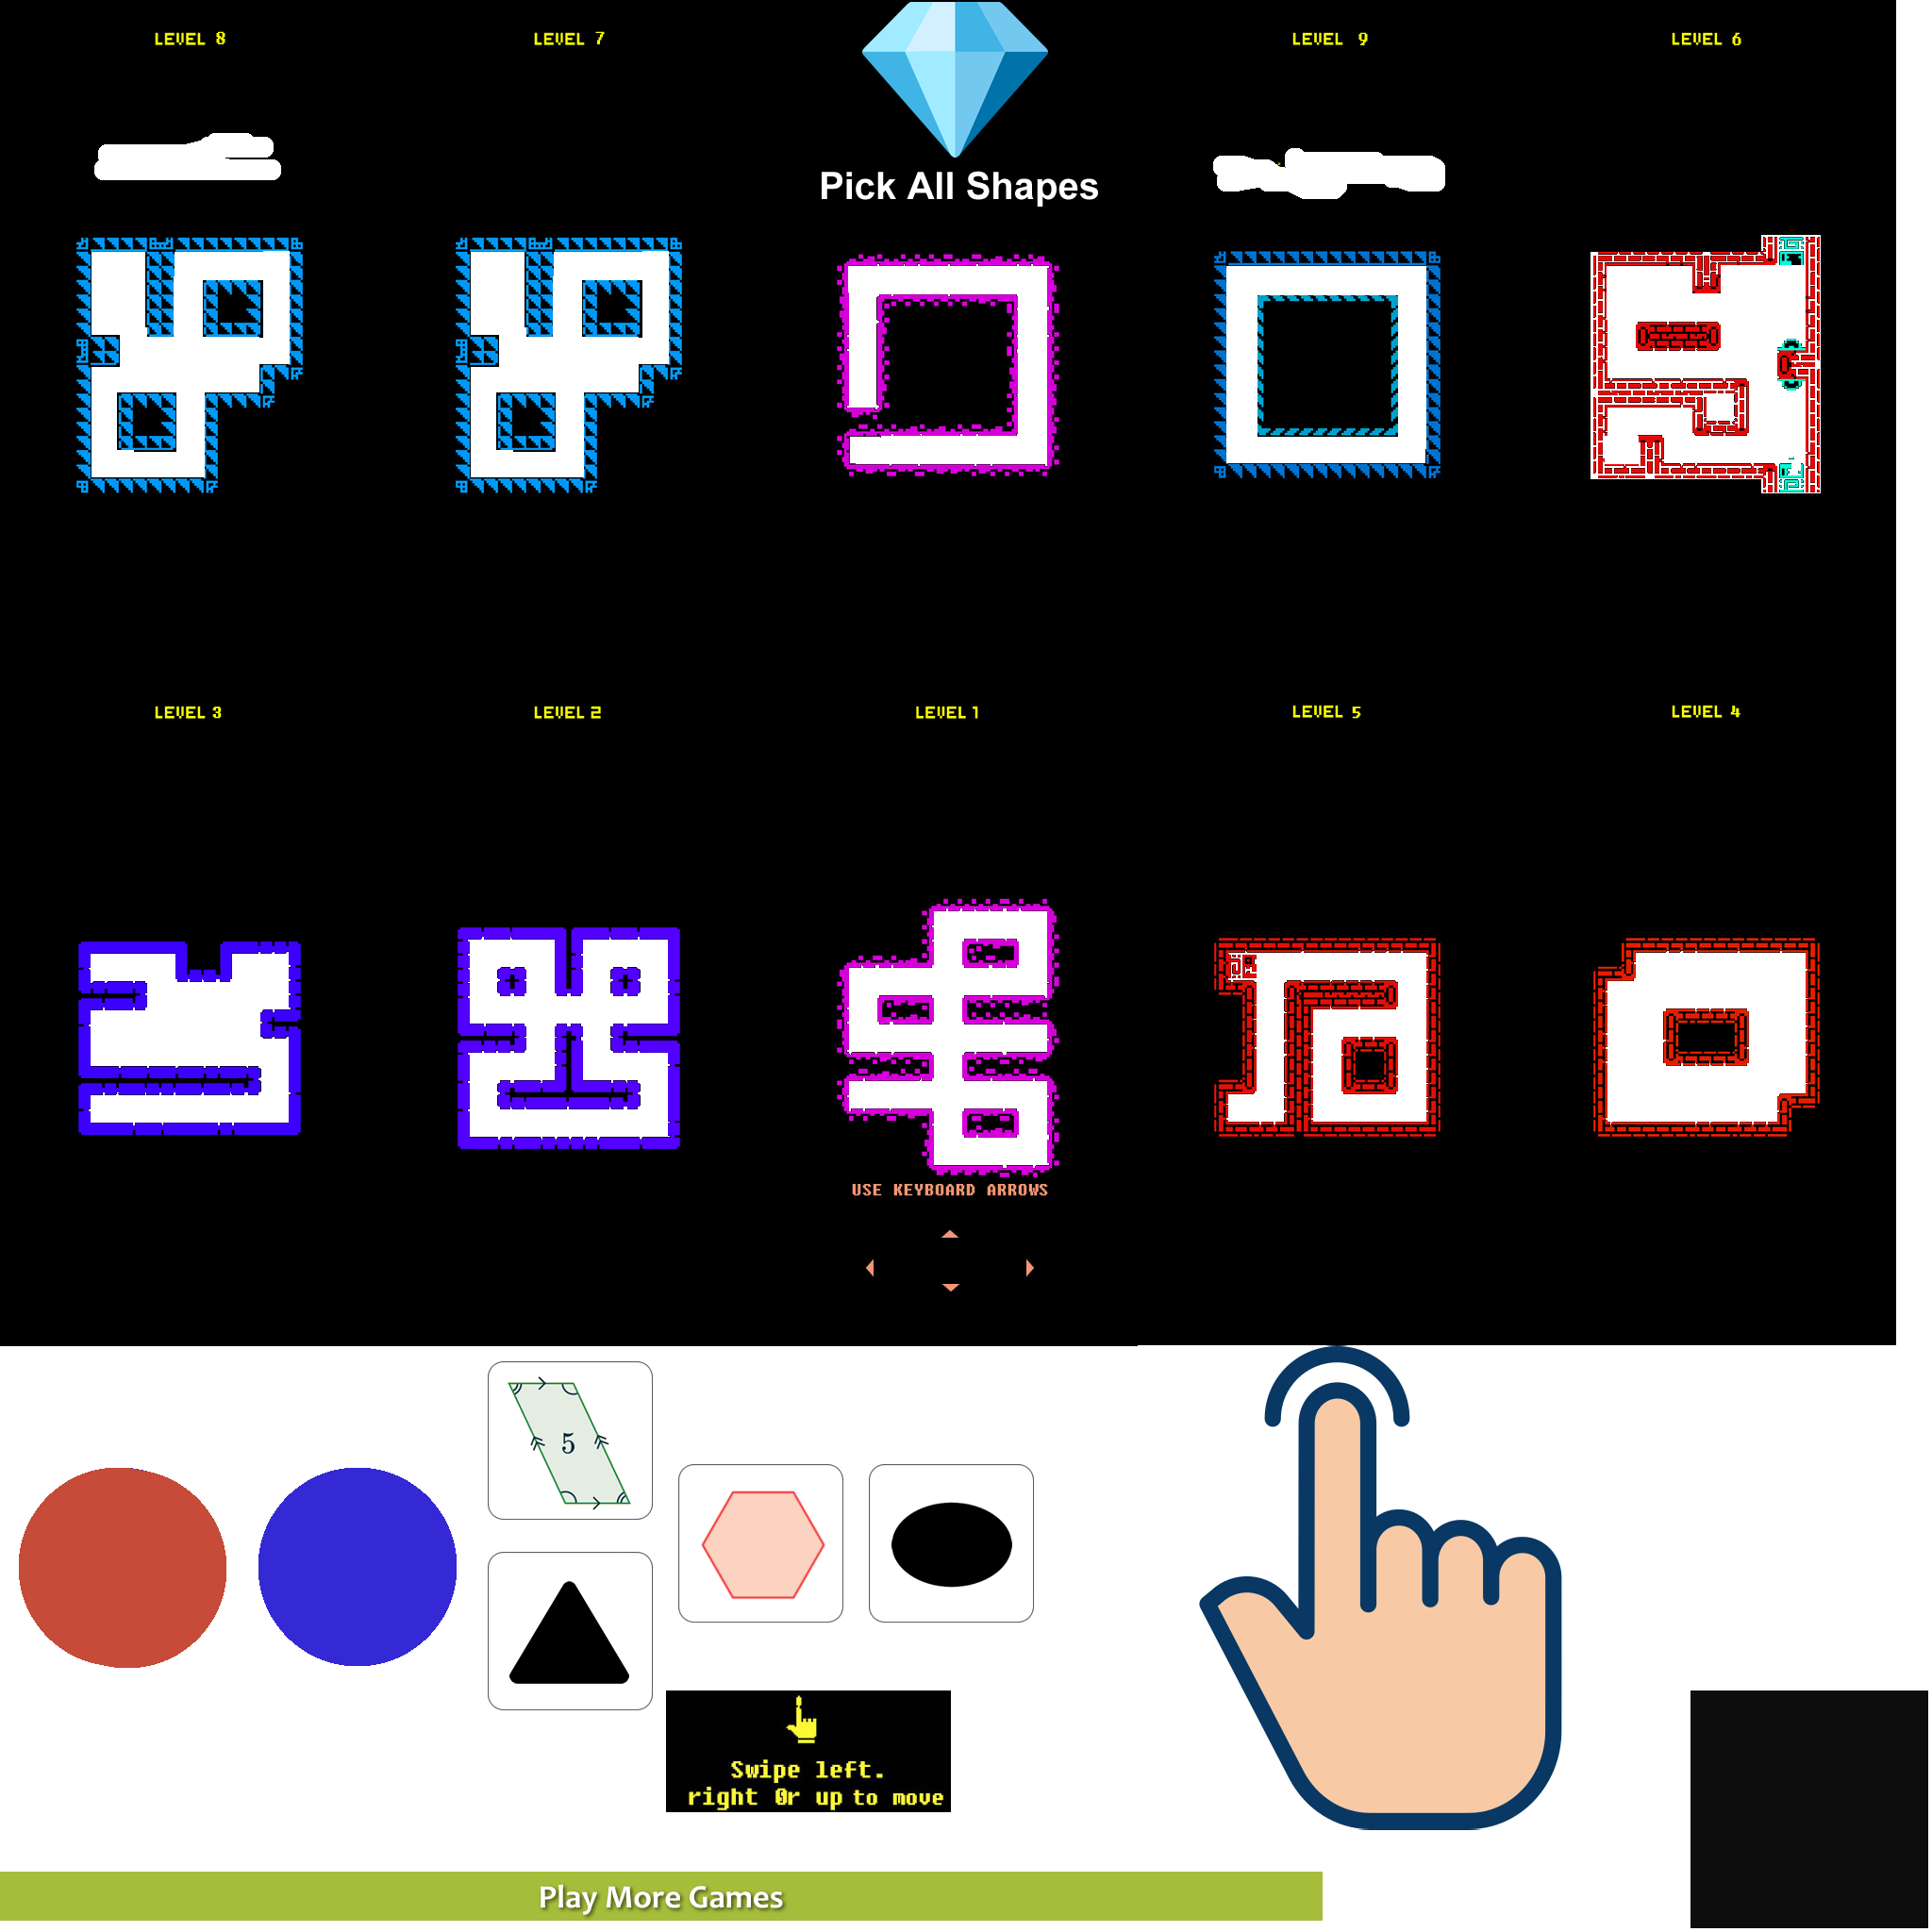 LEVEL 8
LEVEL 7
LEVEL 9
LEVEL 6
Pick All Shapes
LEVEL 3
LEVEL 2
LEVEL 1
LEVEL 5
LEVEL 4
USE KEYBOARD ARROWS
5
Swipe left.
right Or up to move
Play More Games